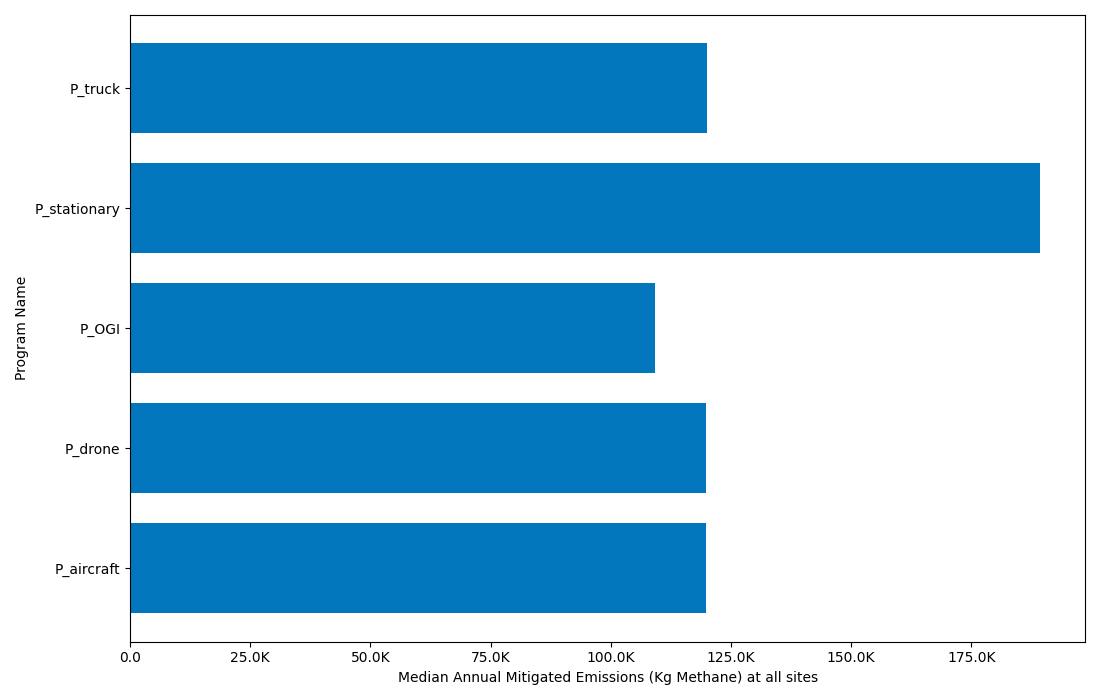 Program Name
P_truck
P_stationary
P_OGI
P_drone
P_aircraft
0.0 25.0K 50.0K 75.0K 100.0K 125.0K 150.0K 175.0K
Median Annual Mitigated Emissions (Kg Methane) at all sites